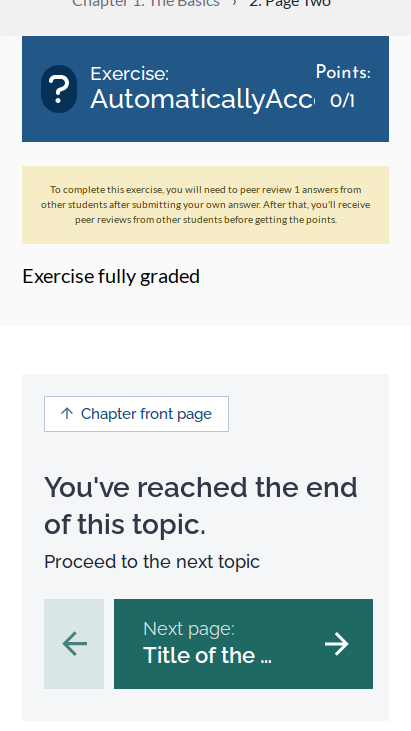 Chapter 1: The Basics › 2. Page Two
Exercise:
Points:
AutomaticallyAcc
0/1
To complete this exercise, you will need to peer review 1 answers from
other students after submitting your own answer. After that, you'll receive
peer reviews from other students before getting the points.
Exercise fully graded
Chapter front page
You've reached the end
of this topic.
Proceed to the next topic
Next page:
Title of the ...